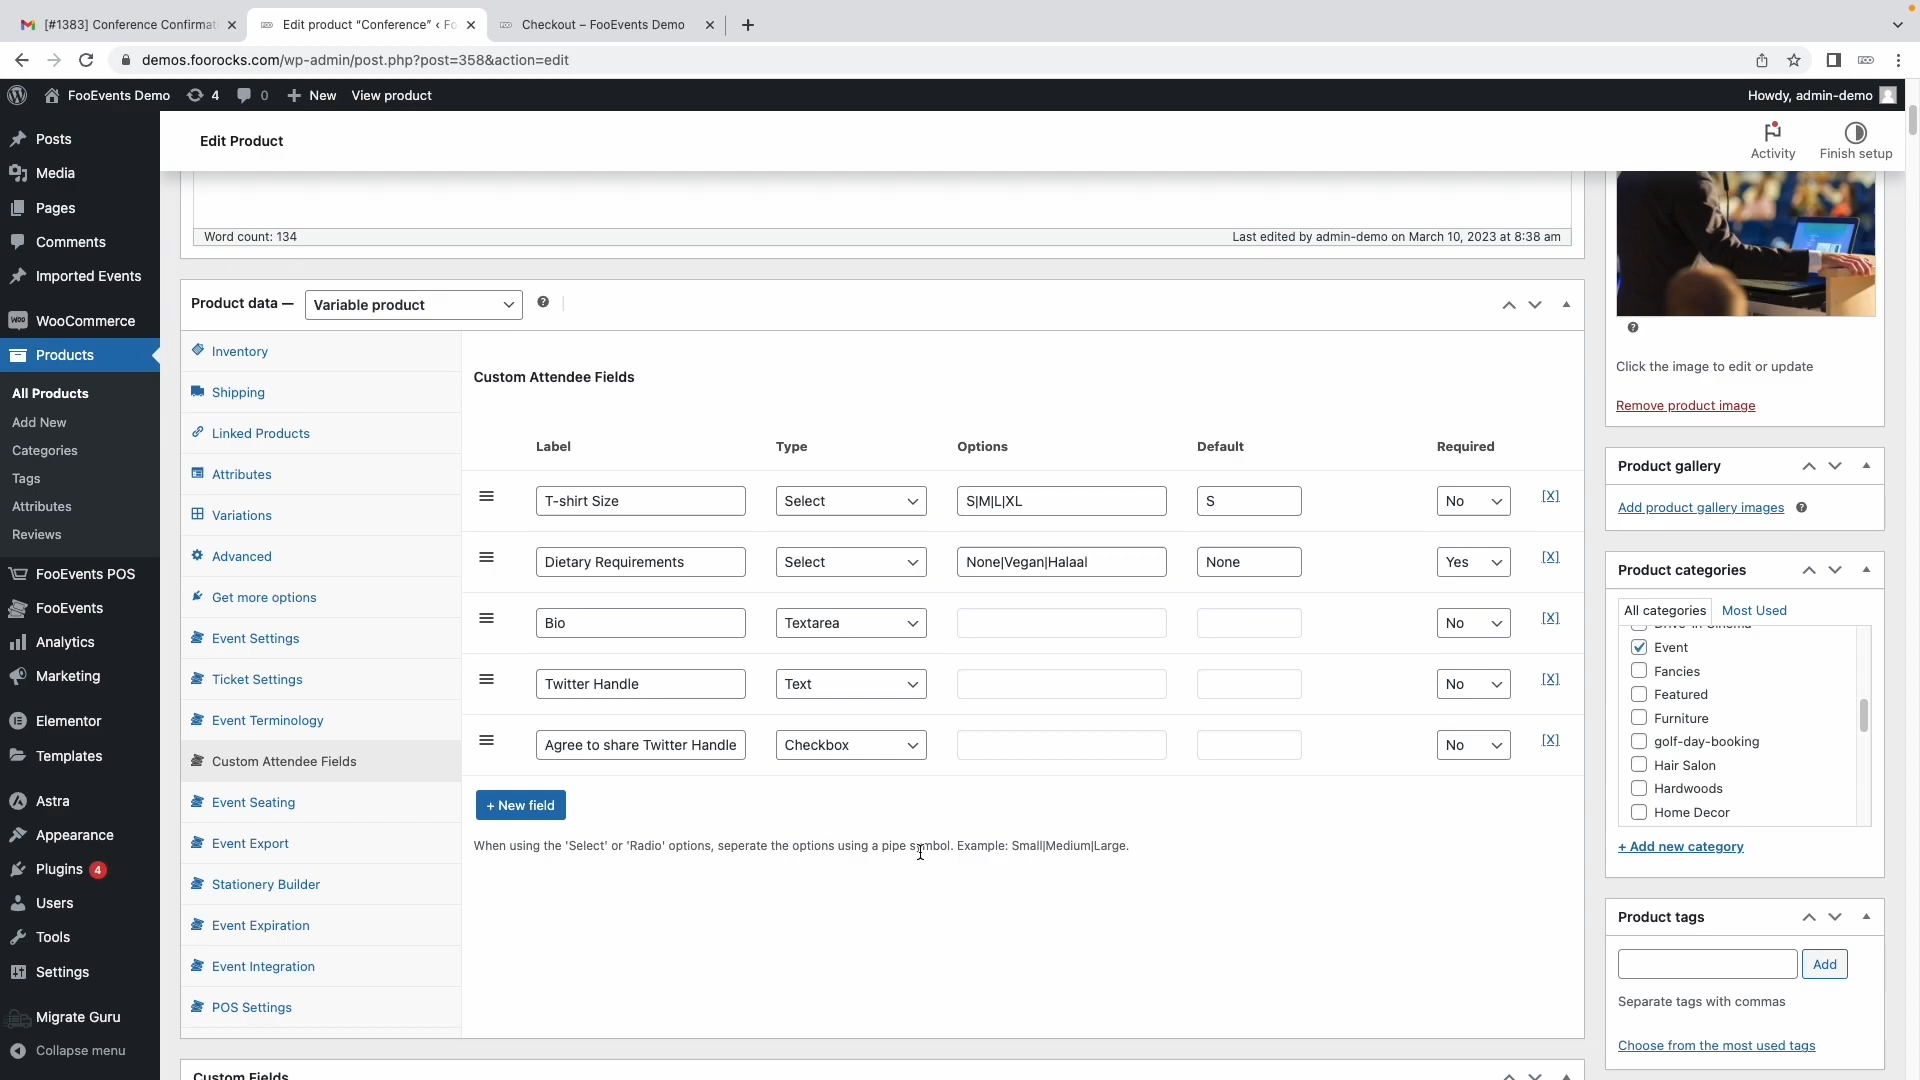 [#1383] Conference Confirmat
Edit product “Conference” ‹ Fo
Checkout – FooEvents Demo
demos.foorocks.com/wp-admin/post.php?post=358&action=edit
FooEvents Demo
4
0
New
View product
Howdy, admin-demo
Edit Product
Activity
Finish setup
Posts
Media
Pages
Comments
Imported Events
WooCommerce
Products
All Products
Add New
Categories
Tags
Attributes
Reviews
FooEvents POS
FooEvents
Analytics
Marketing
Elementor
Templates
Astra
Appearance
Plugins 4
Users
Tools
Settings
Migrate Guru
Collapse menu
Word count: 134
Last edited by admin-demo on March 10, 2023 at 8:38 am
Product data — Variable product
Inventory
Shipping
Linked Products
Attributes
Variations
Advanced
Get more options
Event Settings
Ticket Settings
Event Terminology
Custom Attendee Fields
Event Seating
Event Export
Stationery Builder
Event Expiration
Event Integration
POS Settings
Custom Attendee Fields
Label Type Options Default Required
T-shirt Size Select S|M|L|XL S No [X]
Dietary Requirements Select None|Vegan|Halaal None Yes [X]
Bio Textarea No [X]
Twitter Handle Text No [X]
Agree to share Twitter Handle Checkbox No [X]
+ New field
When using the 'Select' or 'Radio' options, seperate the options using a pipe symbol. Example: Small|Medium|Large.
Custom Fields
Click the image to edit or update
Remove product image
Product gallery
Add product gallery images
Product categories
All categories Most Used
Event
Fancies
Featured
Furniture
golf-day-booking
Hair Salon
Hardwoods
Home Decor
+ Add new category
Product tags
Add
Separate tags with commas
Choose from the most used tags